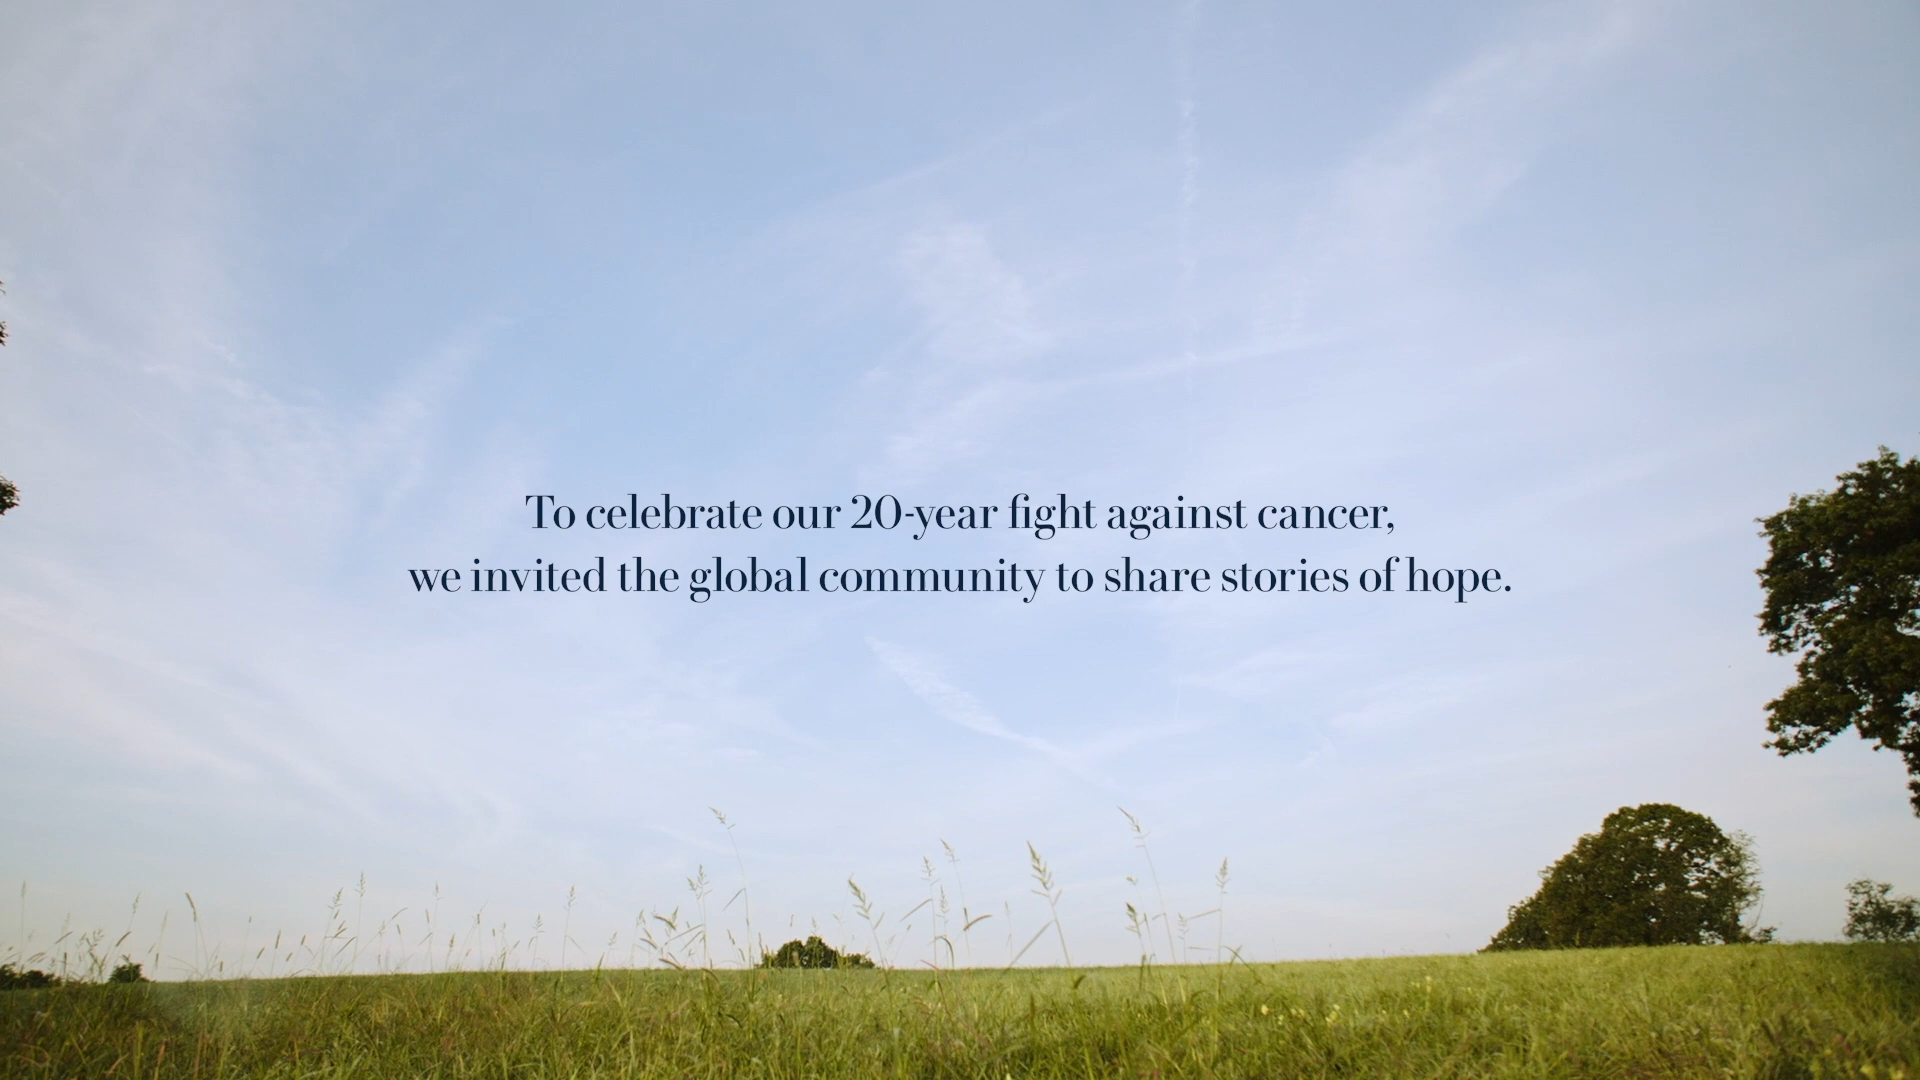 To celebrate our 20-year fight against cancer,
we invited the global community to share stories of hope.